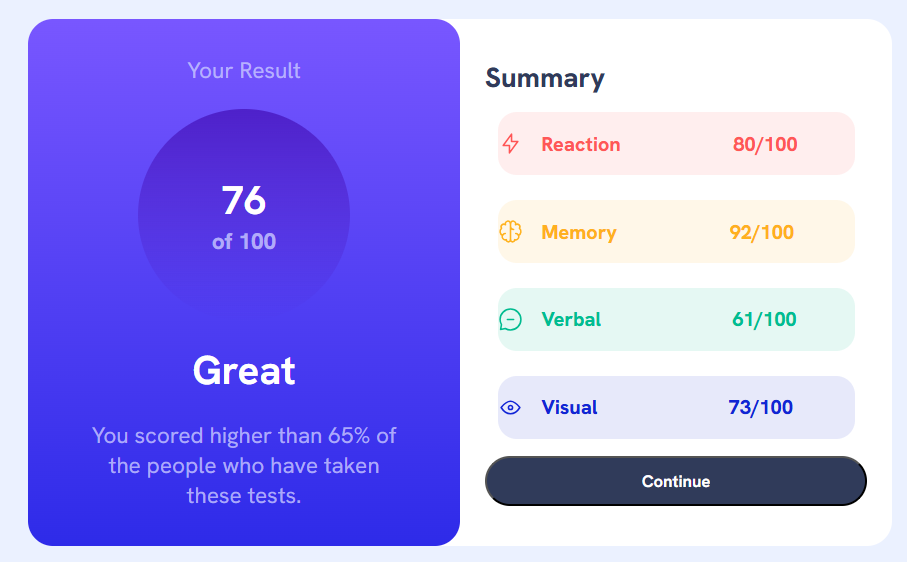 Your Result
76
of 100
Great
You scored higher than 65% of
the people who have taken
these tests.
Summary
Reaction 80/100
Memory 92/100
Verbal 61/100
Visual 73/100
Continue